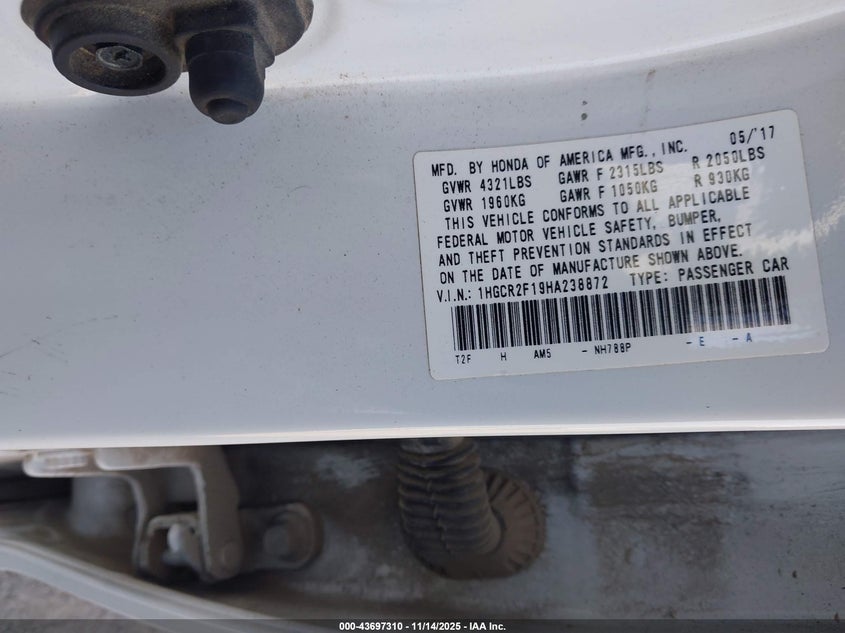 05/'17
MFD. BY HONDA OF AMERICA MFG., INC.
GVWR 4321LBS GAWR F 2315LBS R 2050LBS
GVWR 1960KG GAWR F 1050KG R 930KG
THIS VEHICLE CONFORMS TO ALL APPLICABLE
FEDERAL MOTOR VEHICLE SAFETY, BUMPER,
AND THEFT PREVENTION STANDARDS IN EFFECT
ON THE DATE OF MANUFACTURE SHOWN ABOVE.
V.I.N.: 1HGCR2F19HA238872 TYPE: PASSENGER CAR
T2F H AM5 - NH788P - E - A
000-43697310 - 11/14/2025 - IAA Inc.